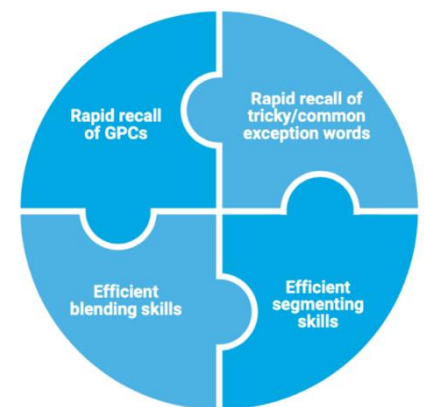 Rapid recall
of GPCs
Rapid recall of
tricky/common
exception words
Efficient
blending skills
Efficient
segmenting
skills